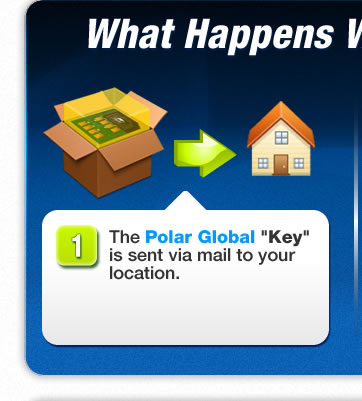 What Happens
1
The Polar Global "Key"
is sent via mail to your
location.